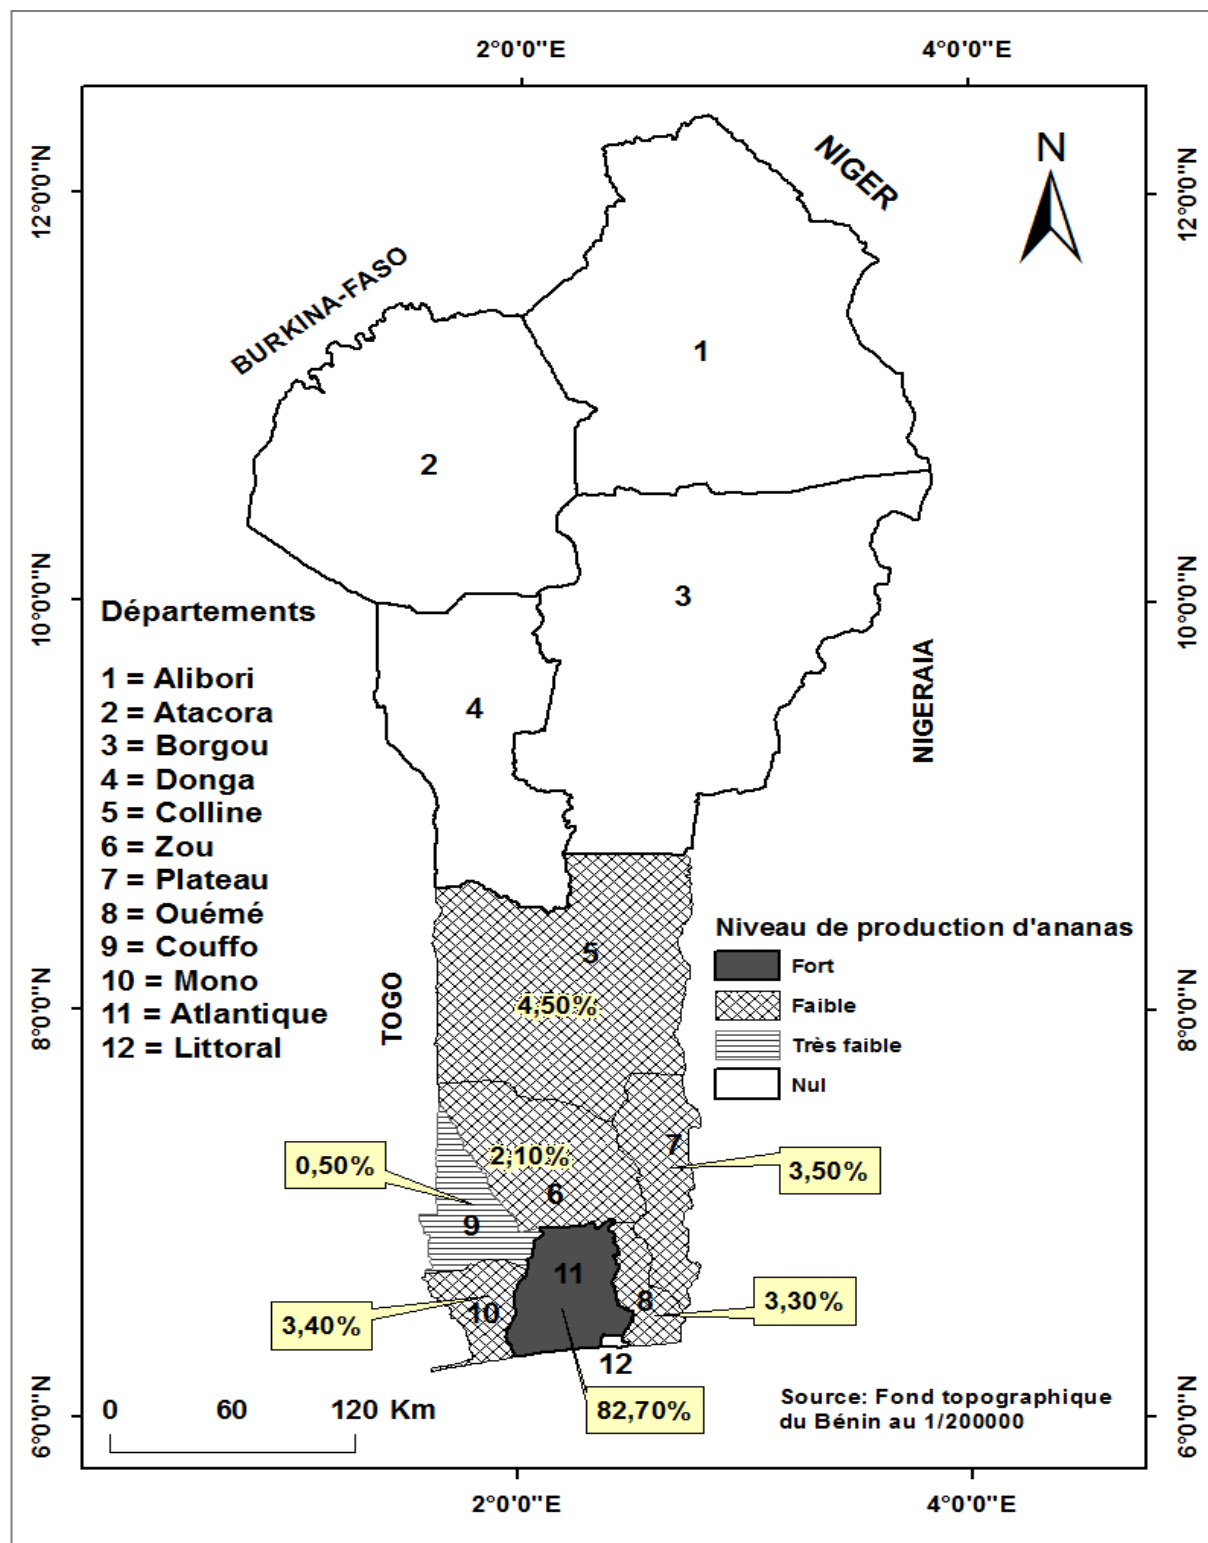 2°0'0"E
4°0'0"E
12°0'0"N
12°0'0"N
NIGER
N
BURKINA-FASO
1
2
10°0'0"N
10°0'0"N
3
4
NIGERAIA
Départements
1 = Alibori
2 = Atacora
3 = Borgou
4 = Donga
5 = Colline
6 = Zou
7 = Plateau
8 = Ouémé
9 = Couffo
10 = Mono
11 = Atlantique
12 = Littoral
Niveau de production d'ananas
Fort
Faible
Très faible
Nul
5
4,50%
TOGO
8°0'0"N
8°0'0"N
7
2,10%
0,50%
3,50%
6
9
11
8
10
3,30%
3,40%
12
82,70%
0 60 120 Km
Source: Fond topographique
du Bénin au 1/200000
6°0'0"N
6°0'0"N
2°0'0"E
4°0'0"E